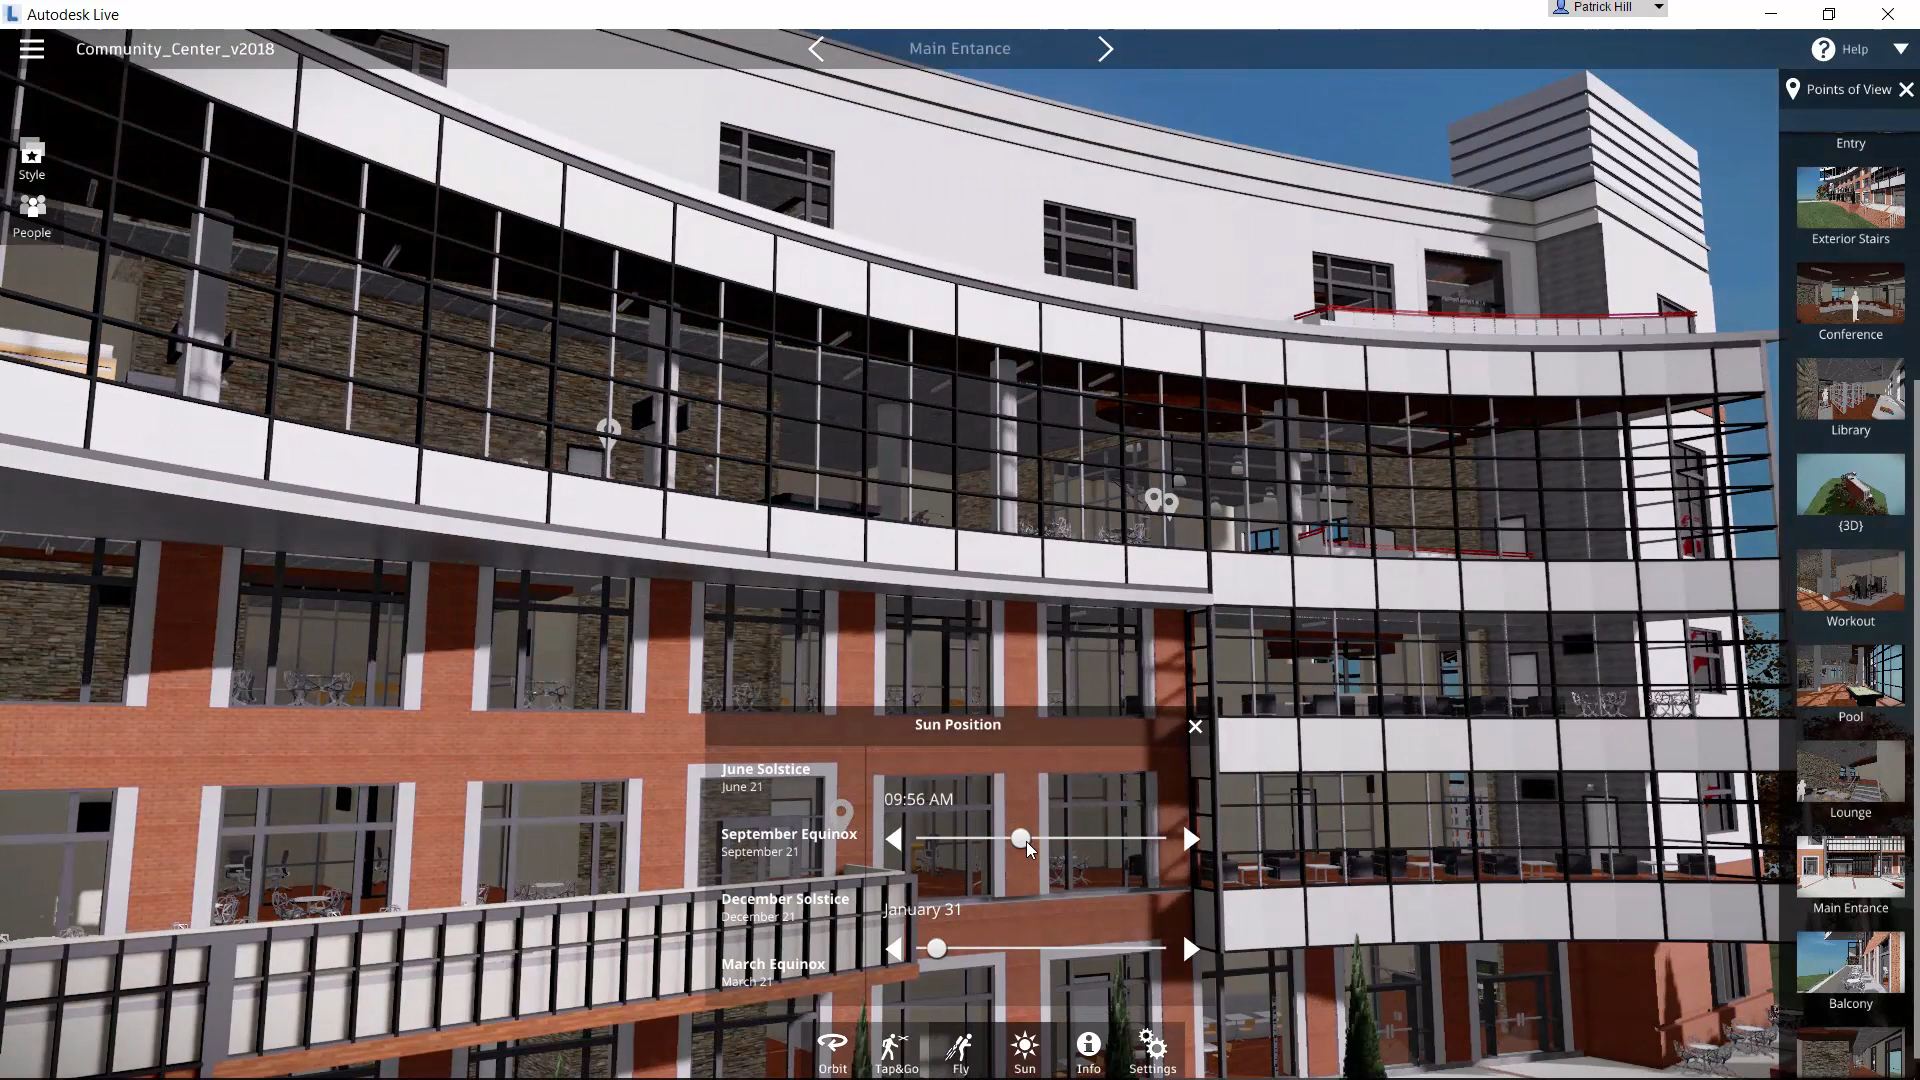 Autodesk Live
Patrick Hill
Community_Center_v2018
Main Entance
Help
Points of View
Style
People
Entry
Exterior Stairs
Conference
Library
{3D}
Workout
Pool
Lounge
Main Entance
Balcony
Sun Position
June Solstice
June 21
09:56 AM
September Equinox
September 21
December Solstice
December 21
January 31
March Equinox
March 21
Orbit
Tap&Go
Fly
Sun
Info
Settings